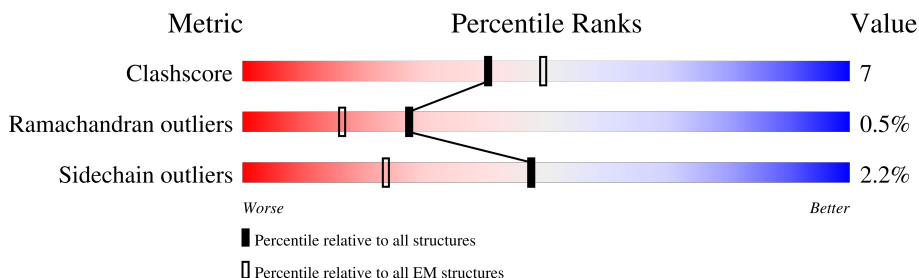 Metric Percentile Ranks Value
Clashscore 7
Ramachandran outliers 0.5%
Sidechain outliers 2.2%
Worse Better
Percentile relative to all structures
Percentile relative to all EM structures